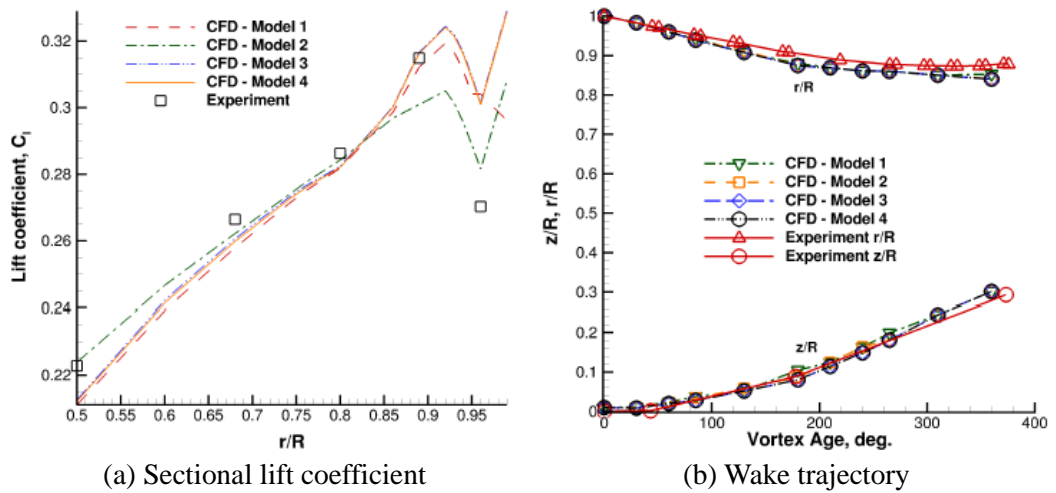 CFD - Model 1
CFD - Model 2
CFD - Model 3
CFD - Model 4
Experiment
Lift coefficient, Cl
0.32
0.3
0.28
0.26
0.24
0.22
0.5 0.55 0.6 0.65 0.7 0.75 0.8 0.85 0.9 0.95
r/R
(a) Sectional lift coefficient
z/R, r/R
1
0.9
0.8
0.7
0.6
0.5
0.4
0.3
0.2
0.1
0
r/R
CFD - Model 1
CFD - Model 2
CFD - Model 3
CFD - Model 4
Experiment r/R
Experiment z/R
z/R
0 100 200 300 400
Vortex Age, deg.
(b) Wake trajectory